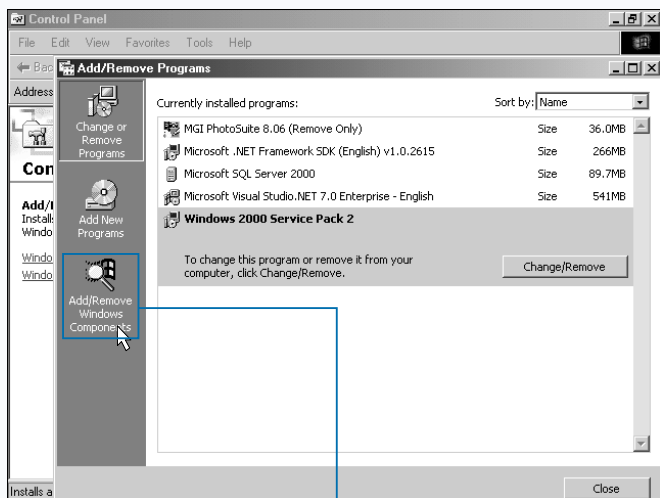 Control Panel
File Edit View Favorites Tools Help
Add/Remove Programs
Address
Change or
Remove
Programs
Add New
Programs
Add/Remove
Windows
Components
Currently installed programs:
Sort by: Name
MGI PhotoSuite 8.06 (Remove Only) Size 36.0MB
Microsoft .NET Framework SDK (English) v1.0.2615 Size 266MB
Microsoft SQL Server 2000 Size 89.7MB
Microsoft Visual Studio.NET 7.0 Enterprise - English Size 541MB
Windows 2000 Service Pack 2
To change this program or remove it from your
computer, click Change/Remove.
Change/Remove
Close
Installs a